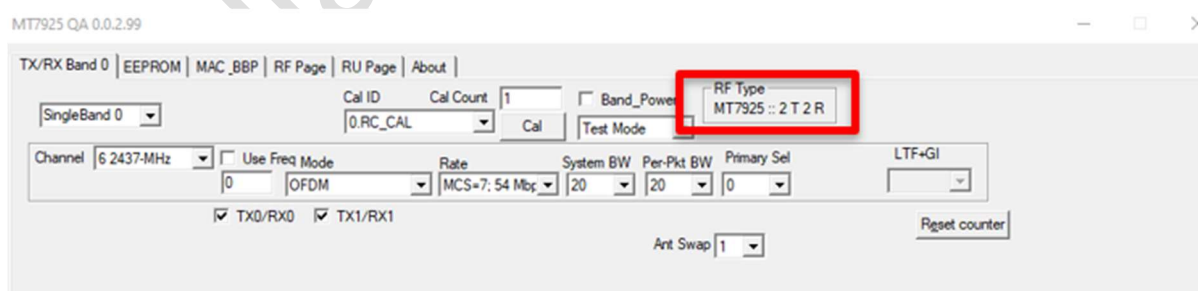 MT7925 QA 0.0.2.99
TX/RX Band 0 EEPROM MAC_BBP RF Page RU Page About
Cal ID Cal Count 1 Band_Power RF Type
SingleBand 0 0.RC_CAL Cal Test Mode MT7925 :: 2 T 2 R
Channel 6 2437-MHz Use Freq Mode Rate System BW Per-Pkt BW Primary Sel LTF+GI
0 OFDM MCS=7; 54 Mbp 20 20 0
TX0/RX0 TX1/RX1 Reset counter
Ant Swap 1